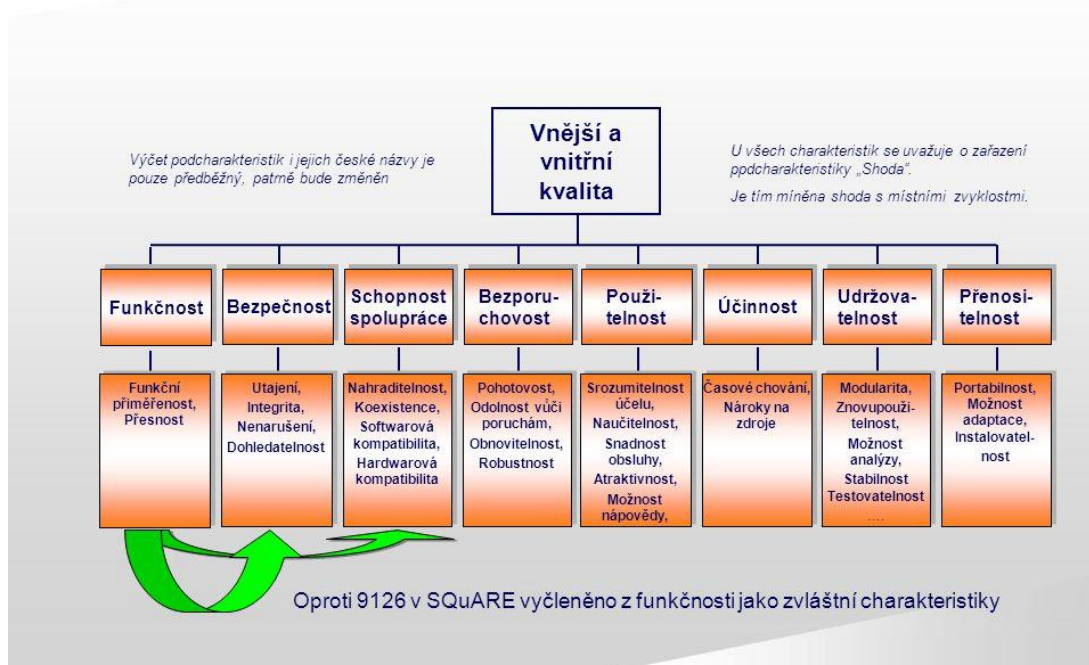 Vnější a
vnitřní
kvalita
Výčet podcharakteristik i jejich české názvy je
pouze předběžný, patrně bude změněn
U všech charakteristik se uvažuje o zařazení
ppdcharakteristiky „Shoda“.
Je tím míněna shoda s místními zvyklostmi.
Funkčnost
Bezpečnost
Schopnost
spolupráce
Bezporu-
chovost
Použi-
telnost
Účinnost
Udržova-
telnost
Přenosi-
telnost
Funkční
přiměřenost,
Přesnost
Utajení,
Integrita,
Nenarušení,
Dohledatelnost
Nahraditelnost,
Koexistence,
Softwarová
kompatibilita,
Hardwarová
kompatibilita
Pohotovost,
Odolnost vůči
poruchám,
Obnovitelnost,
Robustnost
Srozumitelnost
účelu,
Naučitelnost,
Snadnost
obsluhy,
Atraktivnost,
Možnost
nápovědy,
Časové chování,
Nároky na
zdroje
Modularita,
Znovupouži-
telnost,
Možnost
analýzy,
Stabilnost
Testovatelnost
....
Portabilnost,
Možnost
adaptace,
Instalovatel-
nost
Oproti 9126 v SQuARE vyčleněno z funkčnosti jako zvláštní charakteristiky